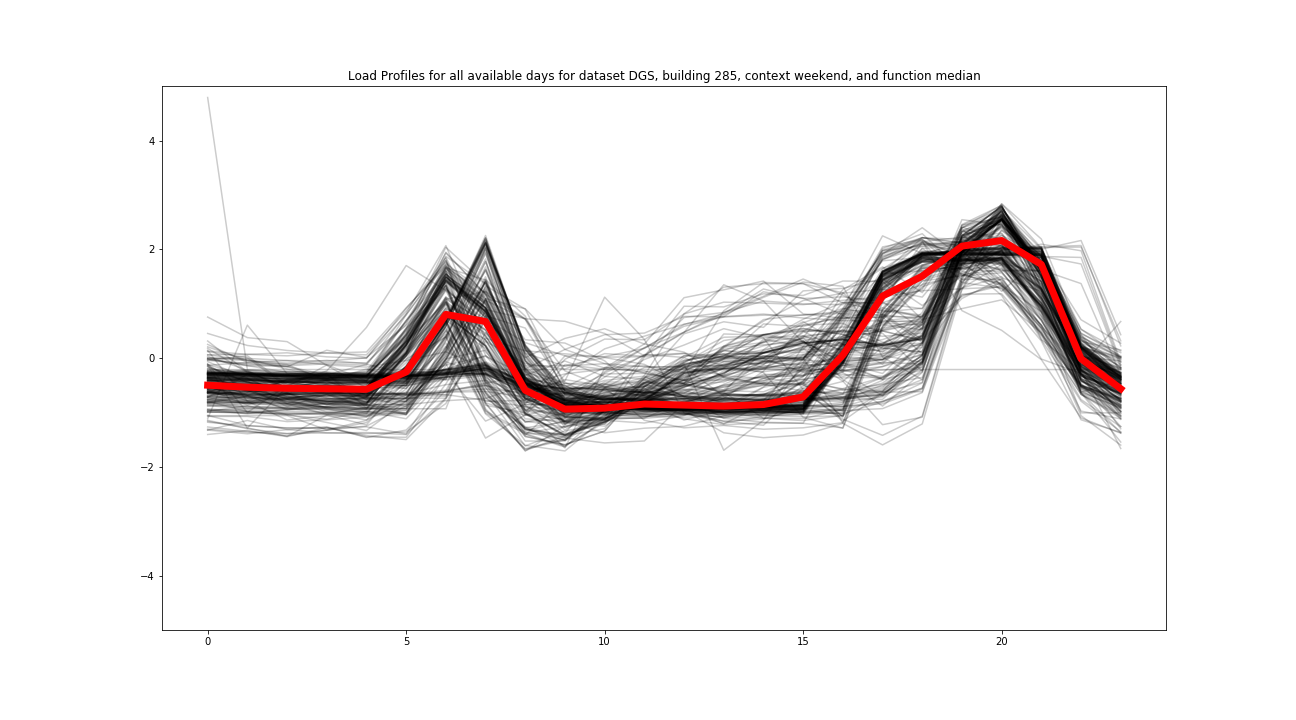 Load Profiles for all available days for dataset DGS, building 285, context weekend, and function median
4
2
0
−2
−4
0 5 10 15 20